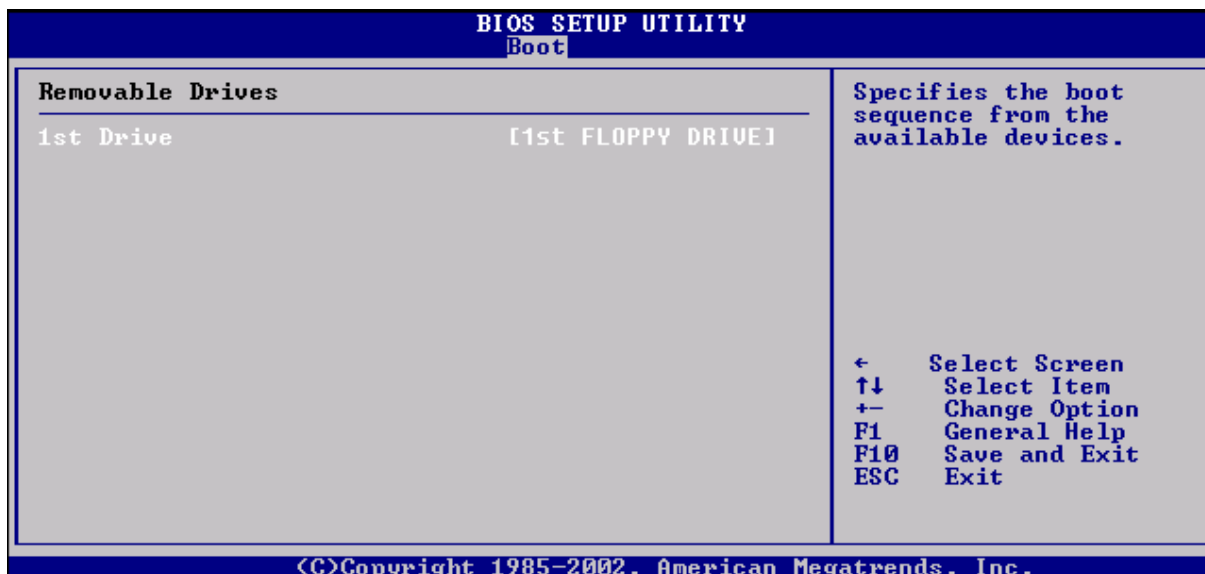 BIOS SETUP UTILITY
Boot
Removable Drives
1st Drive [1st FLOPPY DRIVE]
Specifies the boot
sequence from the
available devices.
← Select Screen
↑↓ Select Item
+- Change Option
F1 General Help
F10 Save and Exit
ESC Exit
(C)Copyright 1985-2002, American Megatrends, Inc.